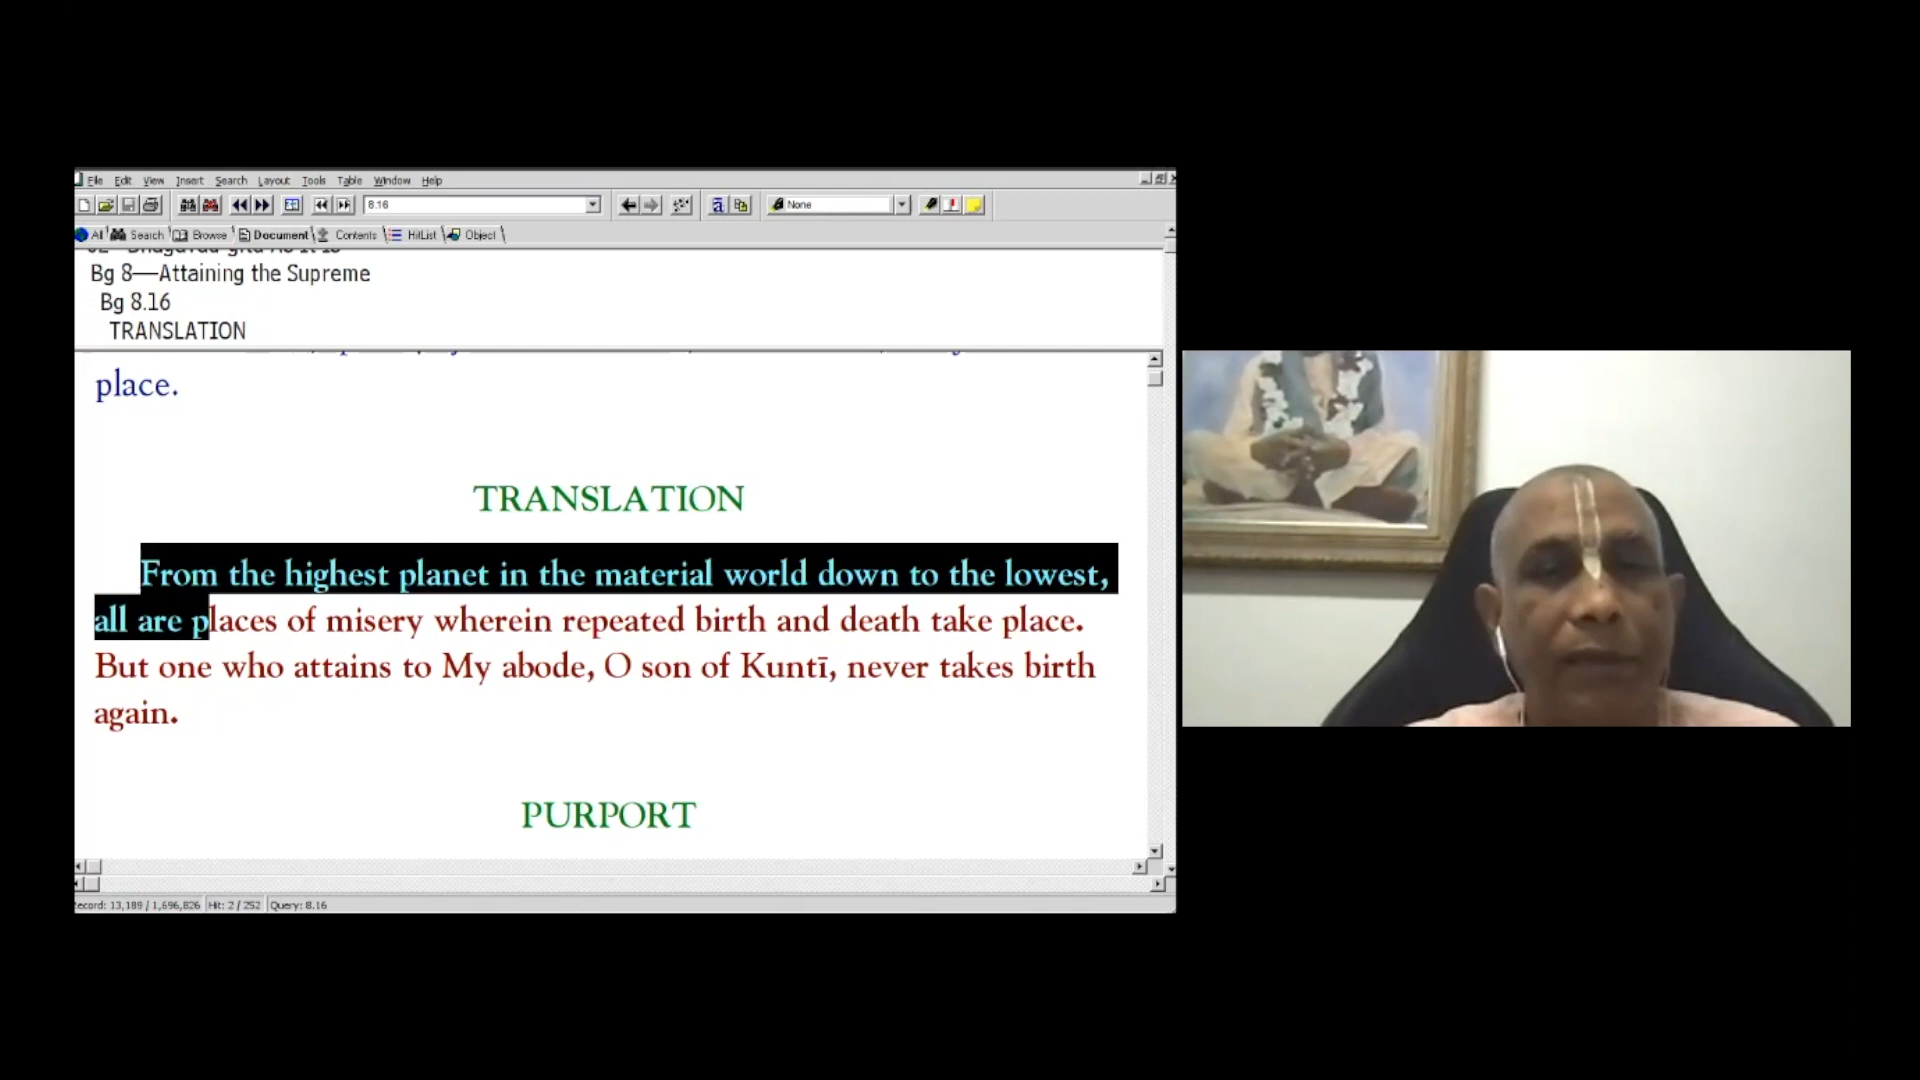 File Edit View Insert Search Layout Tools Table Window Help
8.16
None
All Search Browse Document Contents HitList Object
Bg 8—Attaining the Supreme
Bg 8.16
TRANSLATION
place.
TRANSLATION
From the highest planet in the material world down to the lowest,
all are places of misery wherein repeated birth and death take place.
But one who attains to My abode, O son of Kuntī, never takes birth
again.
PURPORT
Record: 13,189 / 1,696,826 Hit: 2 / 252 Query: 8.16